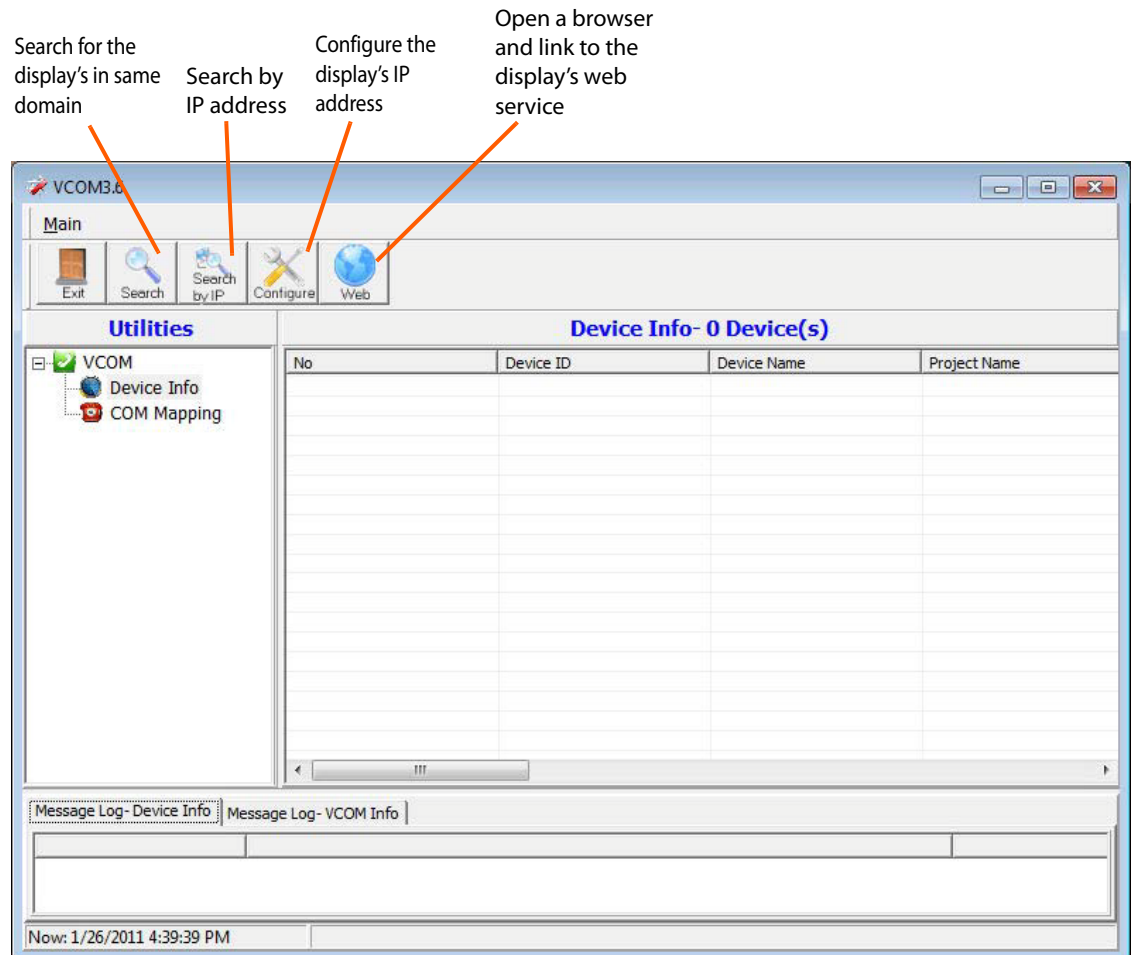 Open a browser
and link to the
display's web
service
Search for the
display's in same
domain
Search by
IP address
Configure the
display's IP
address
VCOM3.6
Main
Exit
Search
Search
by IP
Configure
Web
Utilities
Device Info- 0 Device(s)
VCOM
Device Info
COM Mapping
No Device ID Device Name Project Name
Message Log- Device Info Message Log- VCOM Info
Now: 1/26/2011 4:39:39 PM